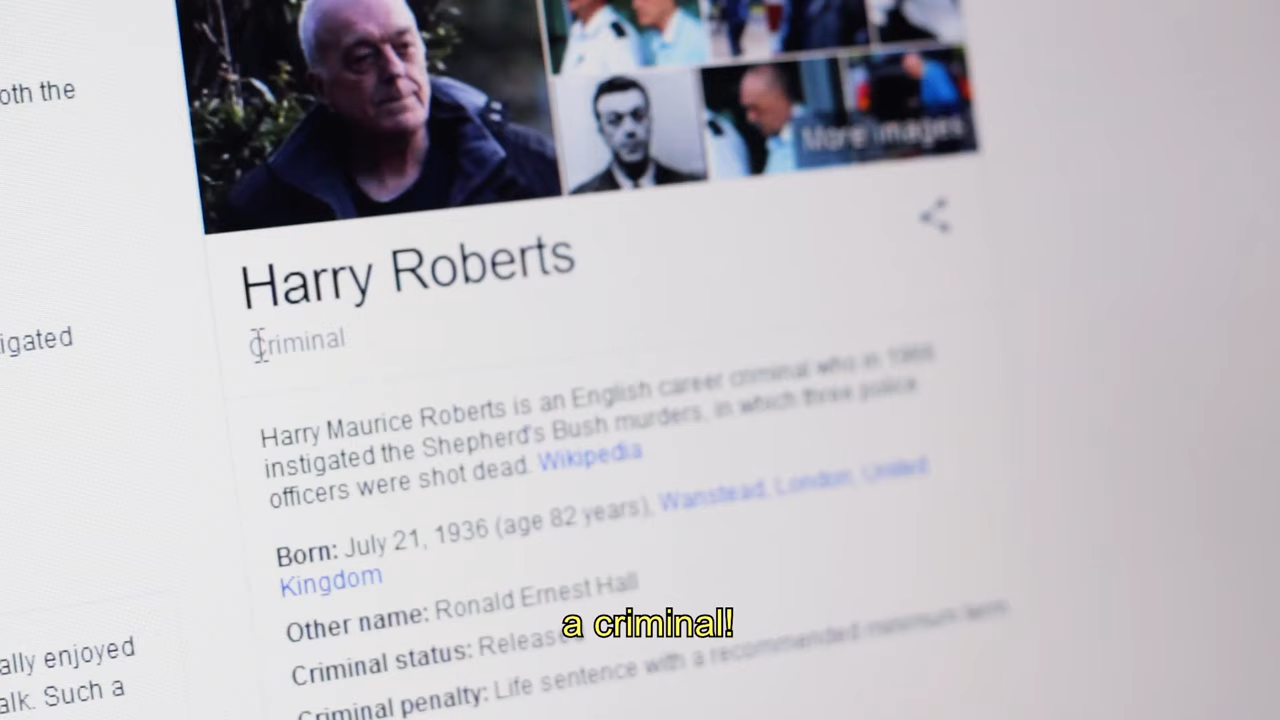 oth the
More images
Harry Roberts
igated
Criminal
Harry Maurice Roberts is an English career criminal who in 1966
instigated the Shepherd's Bush murders, in which three police
officers were shot dead. Wikipedia
Born: July 21, 1936 (age 82 years), Wanstead, London, United
Kingdom
Other name: Ronald Ernest Hall
a criminal!
ally enjoyed
Criminal status: Released
alk. Such a
Criminal penalty: Life sentence with a recommended minimum term